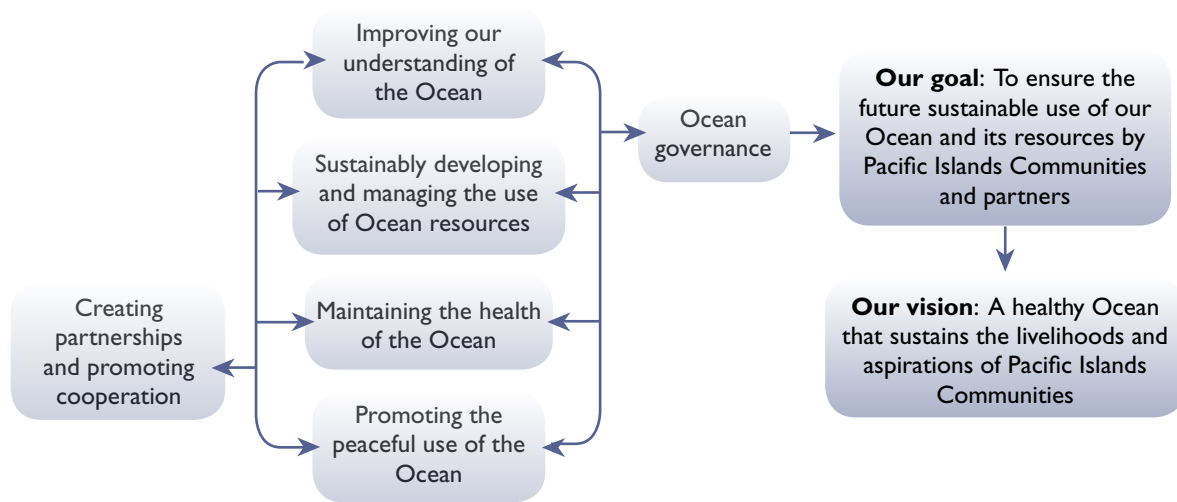 Improving our
understanding of
the Ocean
Sustainably developing
and managing the use
of Ocean resources
Maintaining the health
of the Ocean
Promoting the
peaceful use of the
Ocean
Creating
partnerships
and promoting
cooperation
Ocean
governance
Our goal: To ensure the
future sustainable use of our
Ocean and its resources by
Pacific Islands Communities
and partners
Our vision: A healthy Ocean
that sustains the livelihoods and
aspirations of Pacific Islands
Communities